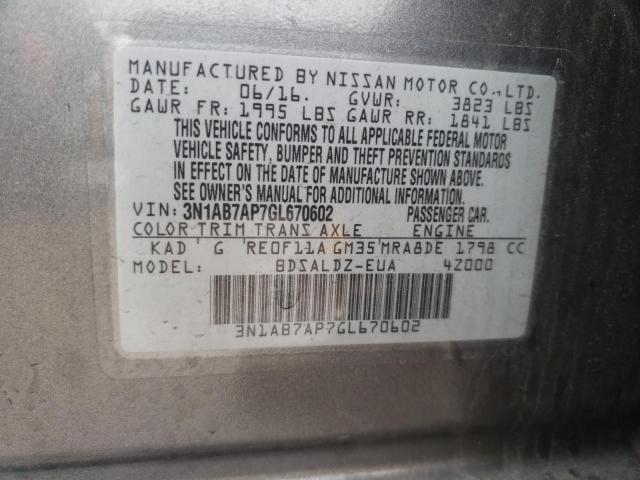 MANUFACTURED BY NISSAN MOTOR CO.,LTD.
DATE: 06/16. GVWR: 3823 LBS
GAWR FR: 1995 LBS GAWR RR: 1841 LBS
THIS VEHICLE CONFORMS TO ALL APPLICABLE FEDERAL MOTOR
VEHICLE SAFETY, BUMPER AND THEFT PREVENTION STANDARDS
IN EFFECT ON THE DATE OF MANUFACTURE SHOWN ABOVE.
SEE OWNER'S MANUAL FOR ADDITIONAL INFORMATION.
VIN: 3N1AB7AP7GL670602 PASSENGER CAR.
COLOR TRIM TRANS AXLE ENGINE
KAD ' G ' RE0F11A GM35 ' MRA8DE 1798 CC
MODEL: BDSALDZ-EUA 4Z000
3N1AB7AP7GL670602